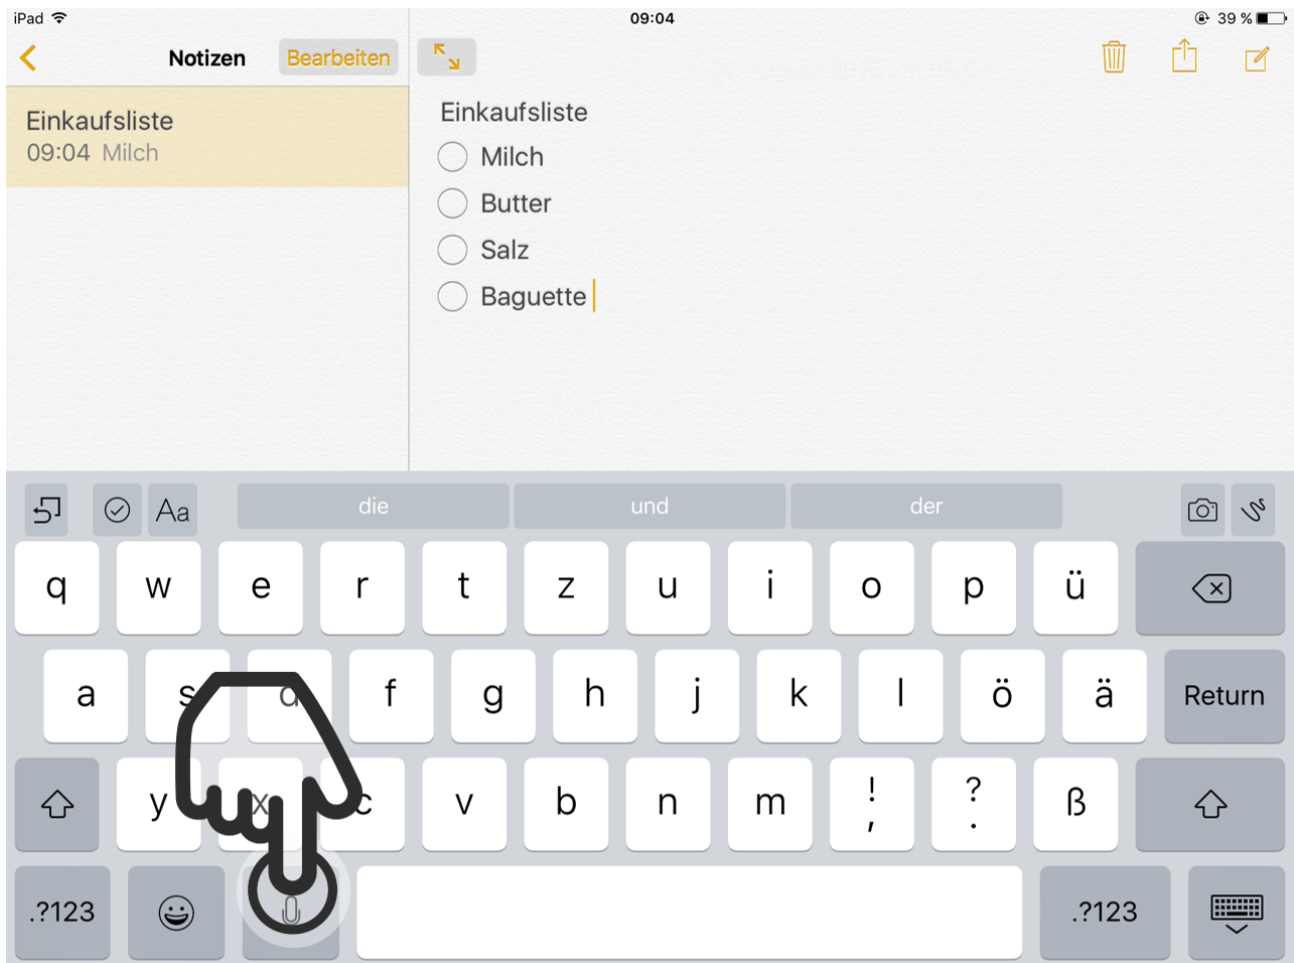 iPad 09:04 39 %
Notizen Bearbeiten
Einkaufsliste
09:04 Milch
Einkaufsliste
Milch
Butter
Salz
Baguette
Aa die und der
q w e r t z u i o p ü
a s d f g h j k l ö ä Return
y x c v b n m ! , ? . ß
.?123 .?123